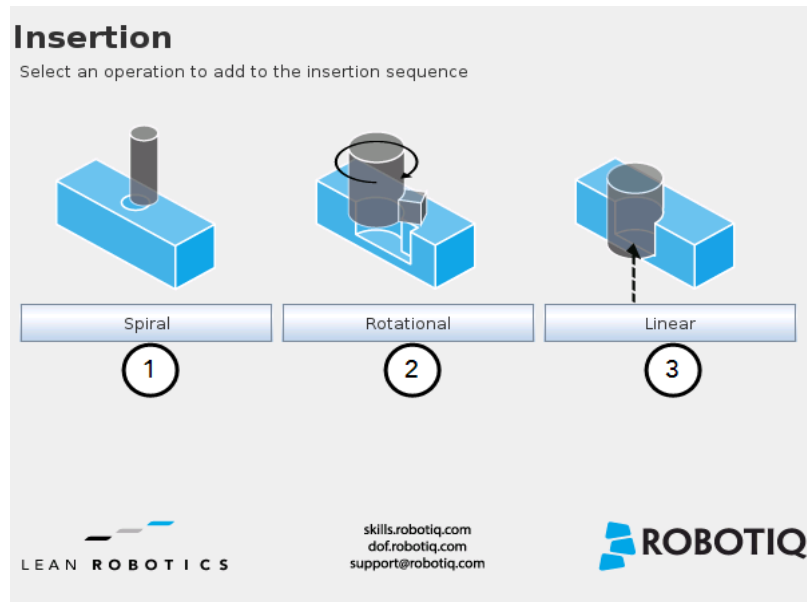 Insertion
Select an operation to add to the insertion sequence
Spiral
Rotational
Linear
1
2
3
LEAN ROBOTICS
skills.robotiq.com
dof.robotiq.com
support@robotiq.com
ROBOTIQ